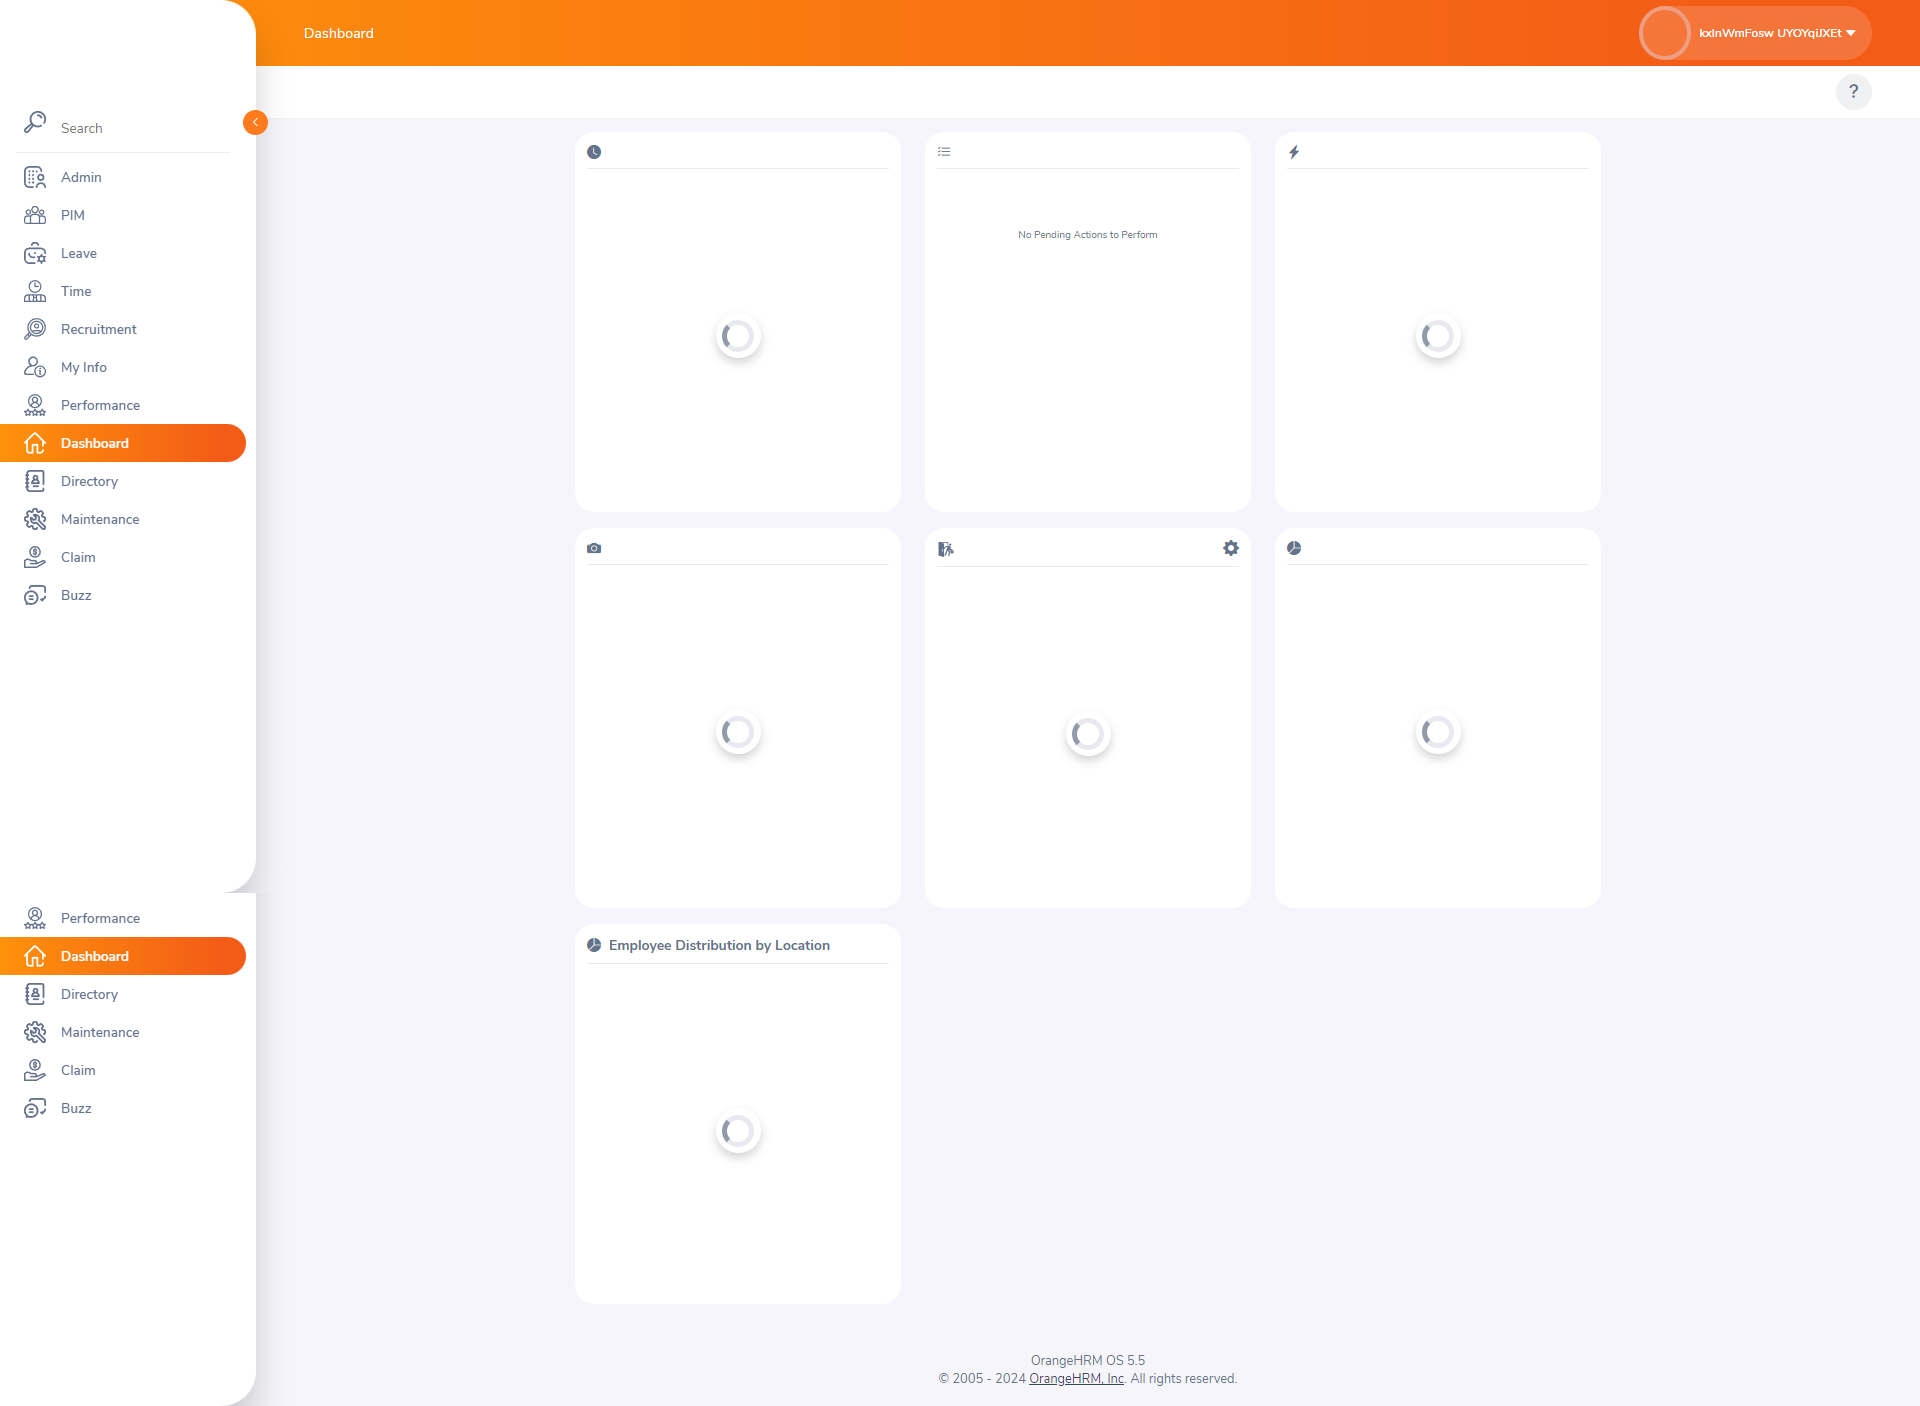 Dashboard
kxlnWmFosw UYOYqiJXEt
?
Search
Admin
PIM
Leave
Time
Recruitment
My Info
Performance
Dashboard
Directory
Maintenance
Claim
Buzz
No Pending Actions to Perform
Performance
Dashboard
Directory
Maintenance
Claim
Buzz
Employee Distribution by Location
OrangeHRM OS 5.5
© 2005 - 2024 OrangeHRM, Inc. All rights reserved.